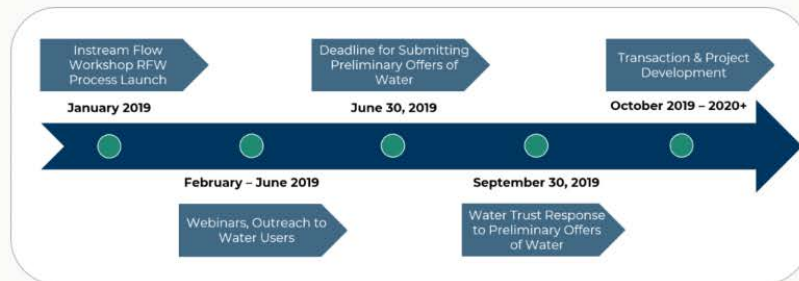 Instream Flow
Workshop RFW
Process Launch
January 2019
February – June 2019
Webinars, Outreach to
Water Users
Deadline for Submitting
Preliminary Offers of
Water
June 30, 2019
September 30, 2019
Water Trust Response
to Preliminary Offers
of Water
Transaction & Project
Development
October 2019 – 2020+